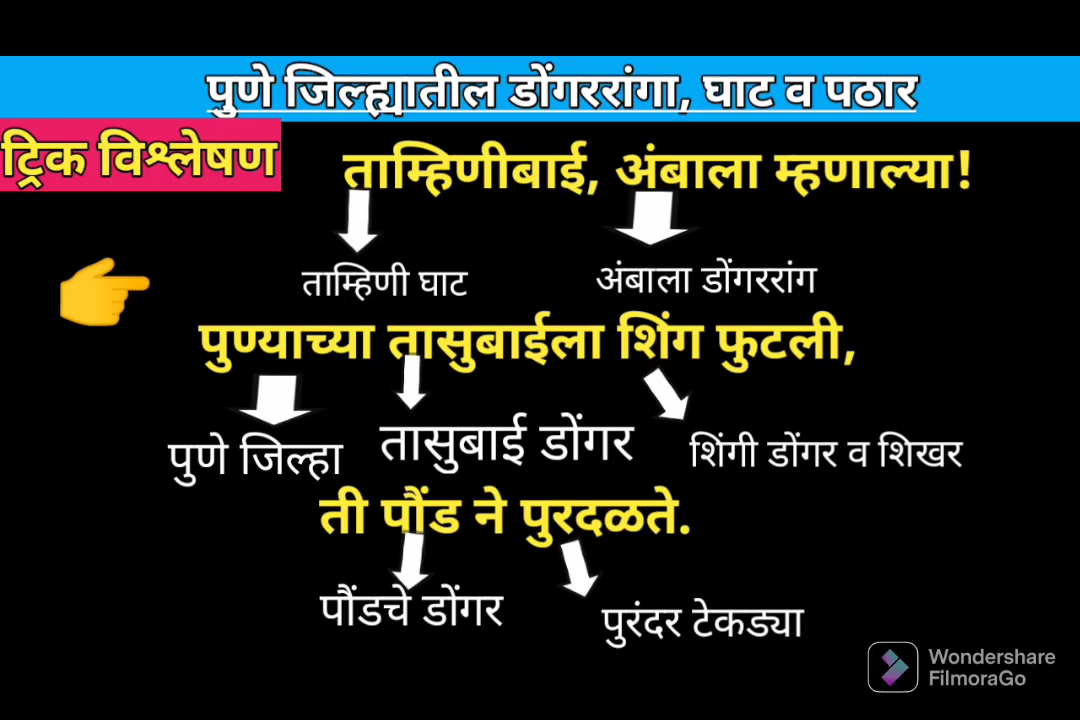 पुणे जिल्ह्यातील डोंगररांगा, घाट व पठार
ट्रिक विश्लेषण
ताम्हिणीबाई, अंबाला म्हणाल्या!
ताम्हिणी घाट अंबाला डोंगररांग
पुण्याच्या तासुबाईला शिंग फुटली,
पुणे जिल्हा तासुबाई डोंगर शिंगी डोंगर व शिखर
ती पौंड ने पुरदळते.
पौंडचे डोंगर पुरंदर टेकड्या
Wondershare
FilmoraGo